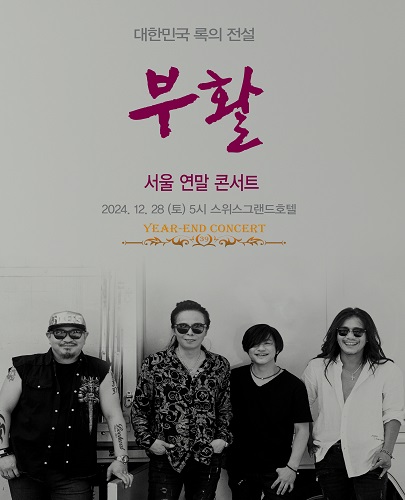 대한민국 록의 전설
부활
서울 연말 콘서트
2024. 12. 28 (토) 5시 스위스그랜드호텔
YEAR-END CONCERT